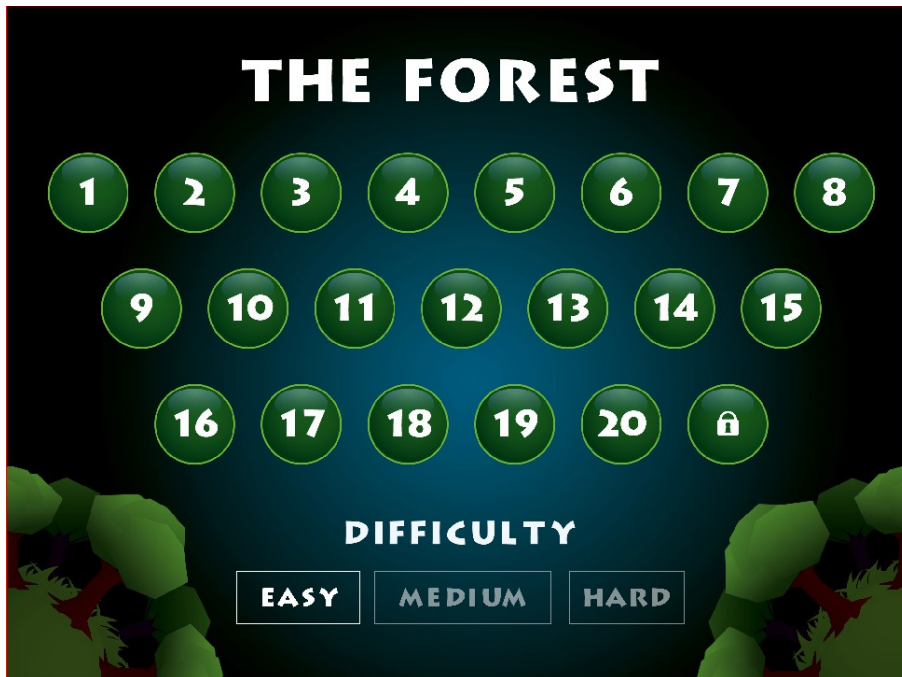 THE FOREST
1 2 3 4 5 6 7 8
9 10 11 12 13 14 15
16 17 18 19 20
DIFFICULTY
EASY MEDIUM HARD